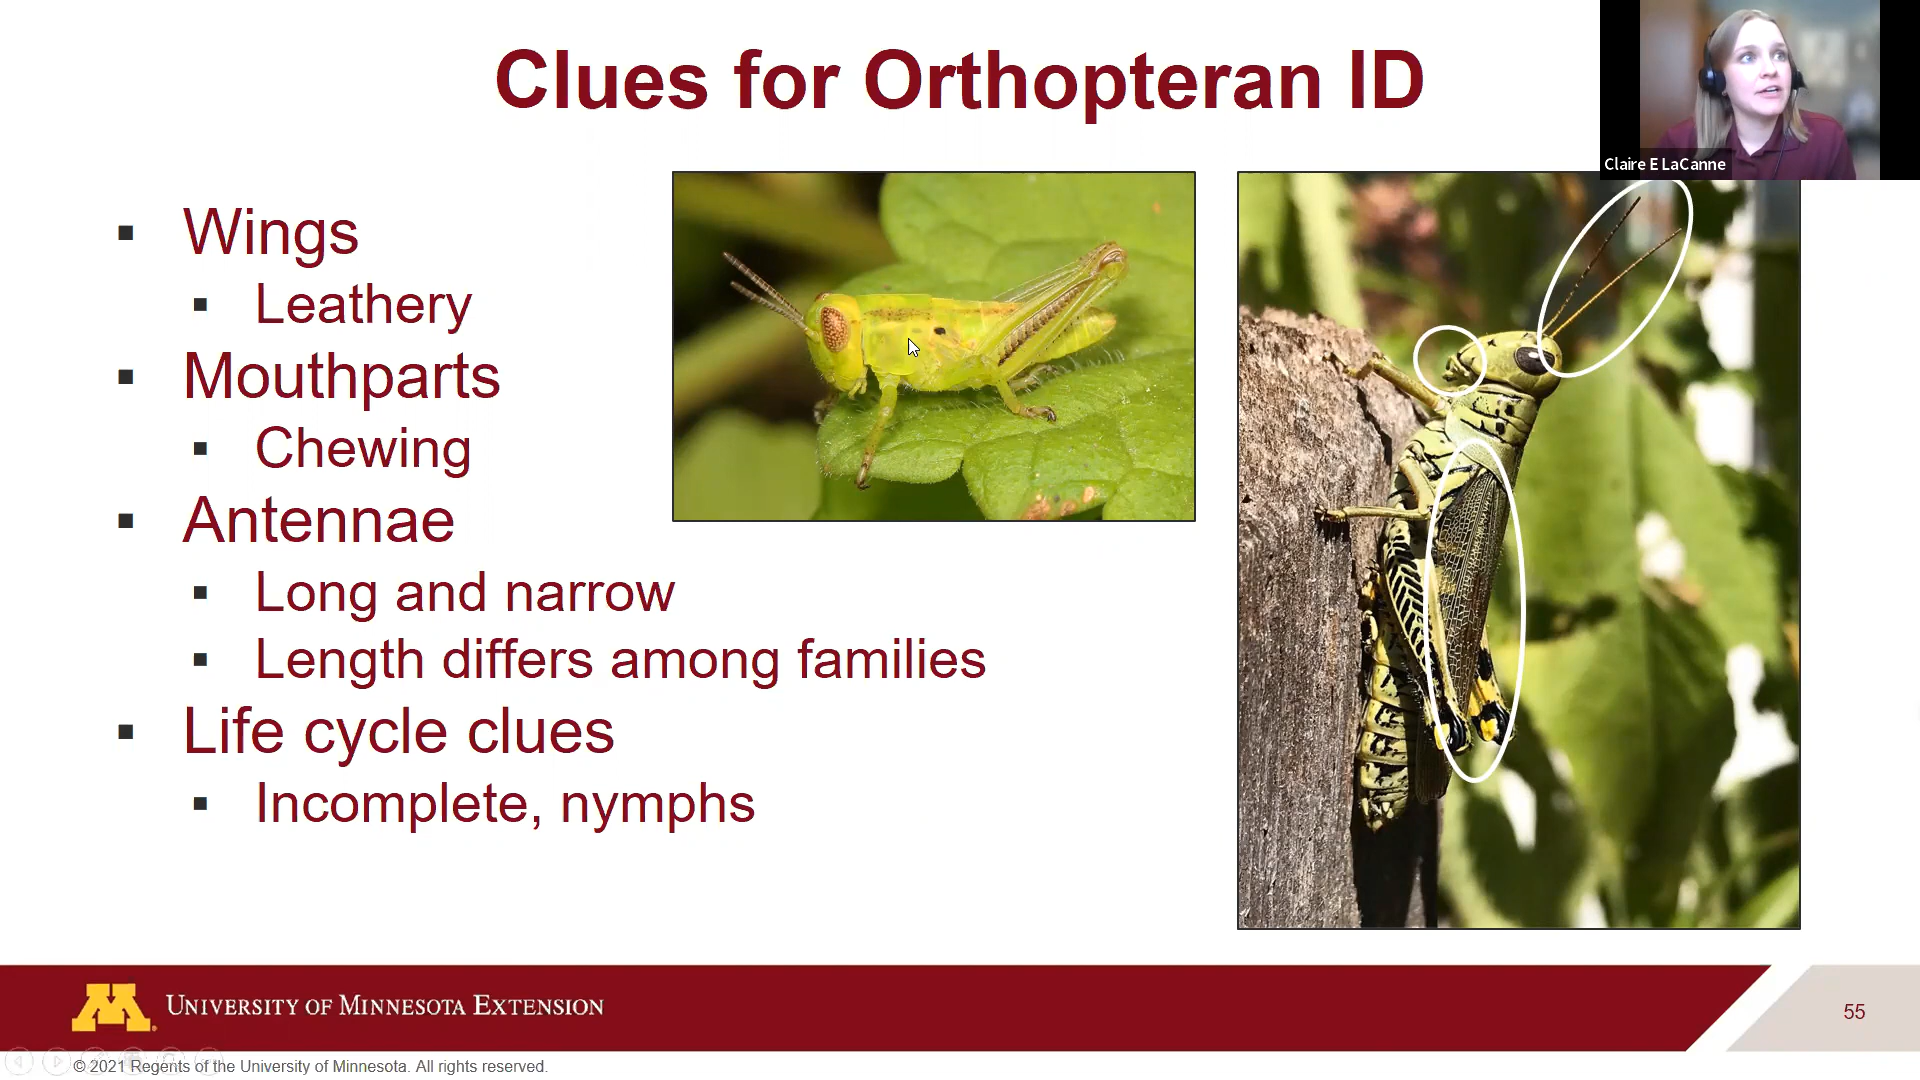 Clues for Orthopteran ID
Claire E LaCanne
▪ Wings
▪ Leathery
▪ Mouthparts
▪ Chewing
▪ Antennae
▪ Long and narrow
▪ Length differs among families
▪ Life cycle clues
▪ Incomplete, nymphs
M
UNIVERSITY OF MINNESOTA EXTENSION
55
© 2021 Regents of the University of Minnesota. All rights reserved.